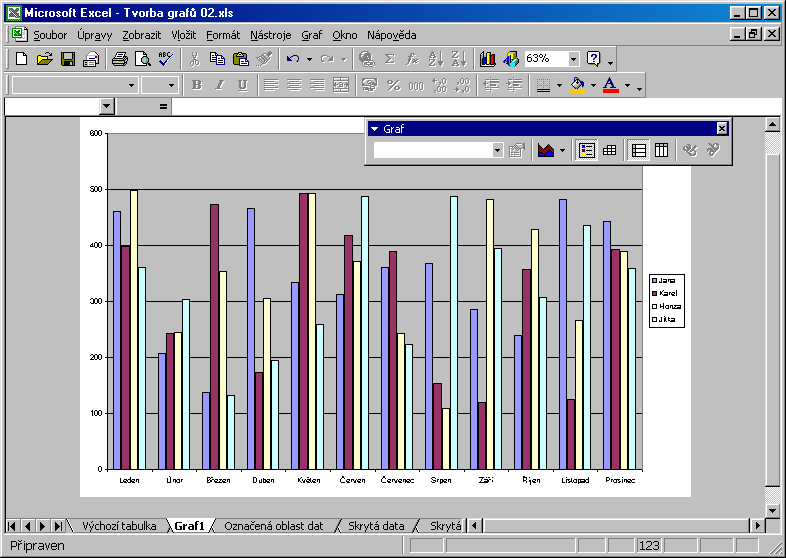 Microsoft Excel - Tvorba grafů 02.xls
Soubor Úpravy Zobrazit Vložit Formát Nástroje Graf Okno Nápověda
63%
B I U
=
Graf
600
500
400
300
200
100
0
Leden Únor Březen Duben Květen Červen Červenec Srpen Září Říjen Listopad Prosinec
Jana
Karel
Honza
Jitka
Výchozí tabulka Graf1 Označená oblast dat Skrytá data Skrytá
Připraven 123